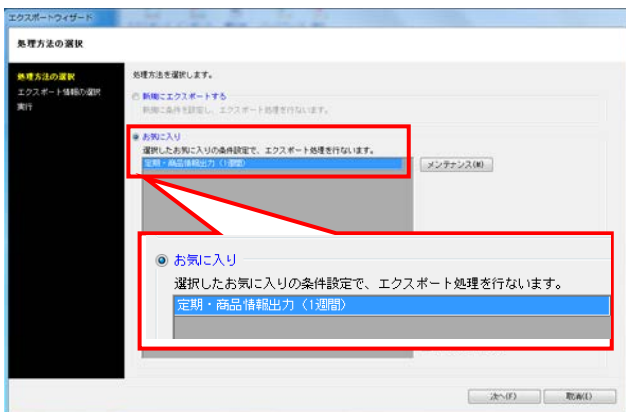 エクスポートウィザード
処理方法の選択
処理方法の選択
エクスポート情報の選択
実行
処理方法を選択します。
新規にエクスポートする
新規に条件を設定し、エクスポート処理を行ないます。
お気に入り
選択したお気に入りの条件設定で、エクスポート処理を行ないます。
定期・商品情報出力（1週間）
メンテナンス(M)
お気に入り
選択したお気に入りの条件設定で、エクスポート処理を行ないます。
定期・商品情報出力（1週間）
次へ(F)
取消(C)